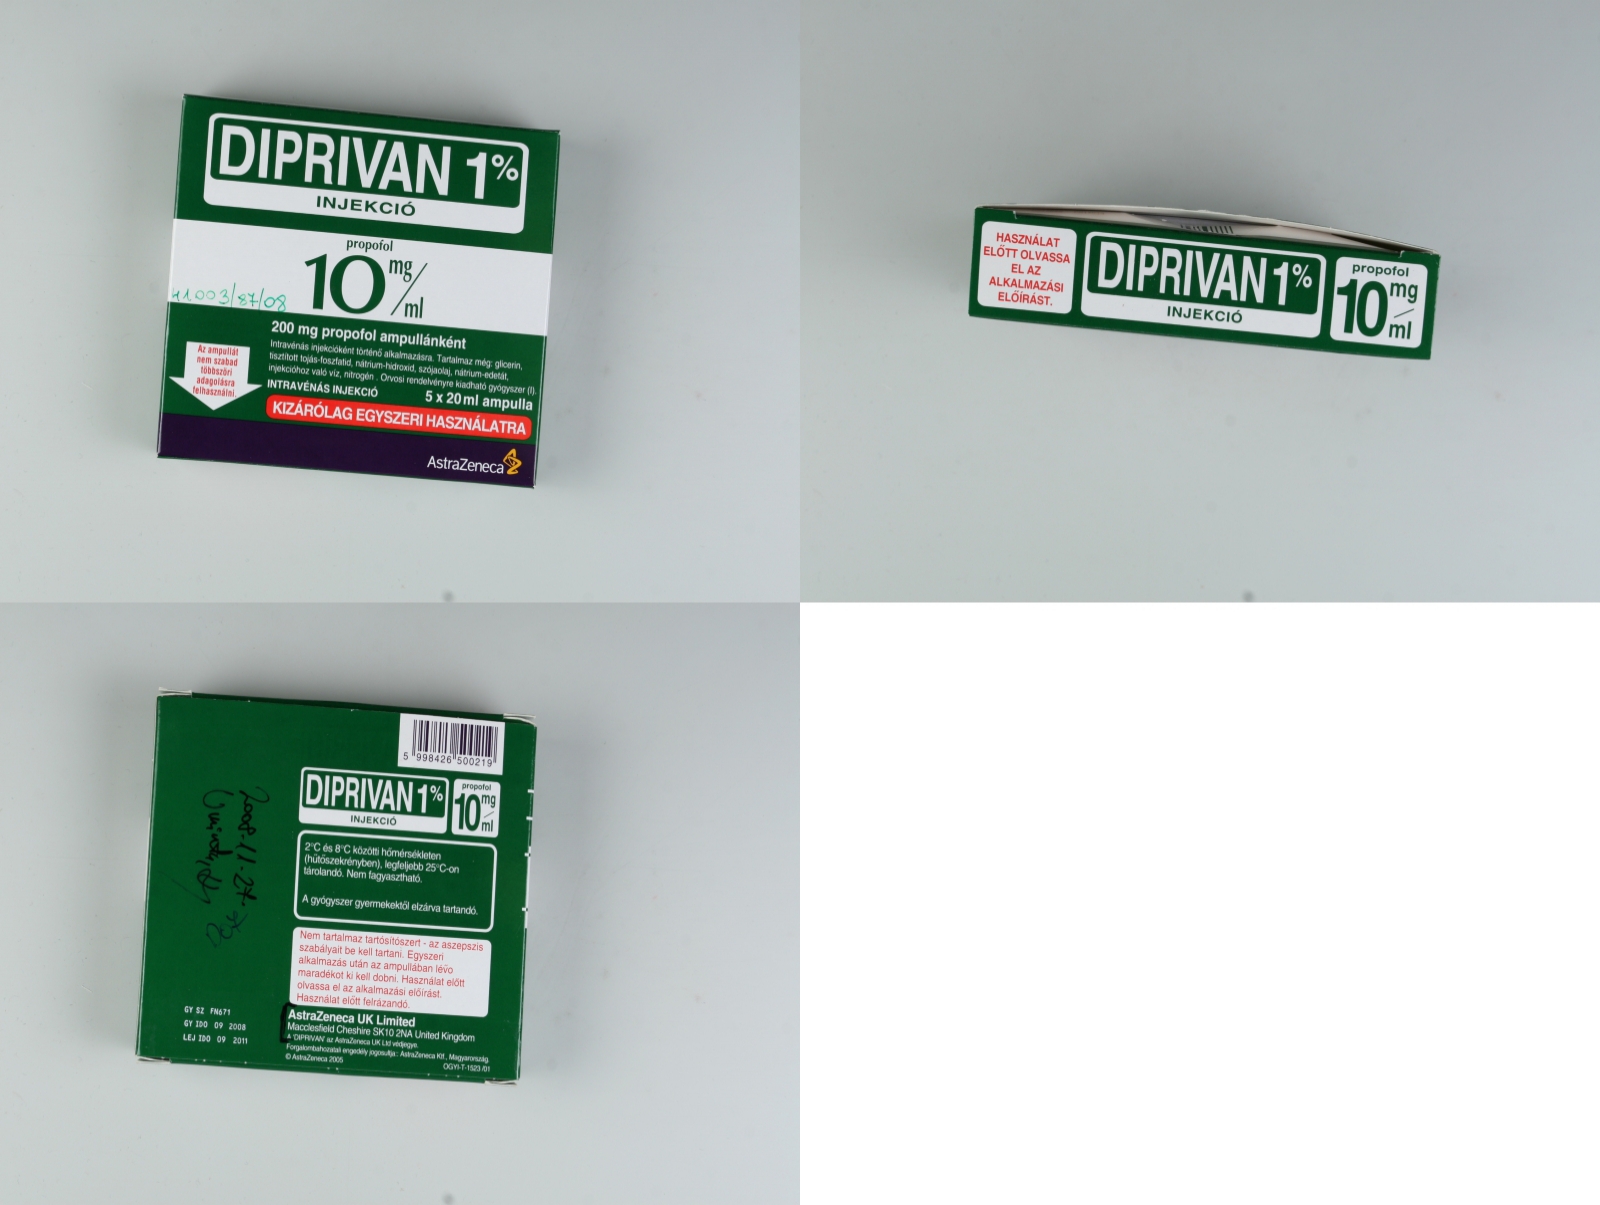 DIPRIVAN 1%
INJEKCIÓ
propofol
10 mg/ml
41003/87/08
200 mg propofol ampullánként
Intravénás injekcióként történő alkalmazásra. Tartalmaz még: glicerin,
tisztított tojás-foszfatid, nátrium-hidroxid, szójaolaj, nátrium-edetát,
injekcióhoz való víz, nitrogén . Orvosi rendelvényre kiadható gyógyszer (I).
INTRAVÉNÁS INJEKCIÓ
5 x 20 ml ampulla
KIZÁRÓLAG EGYSZERI HASZNÁLATRA
Az ampullát
nem szabad
többszöri
adagolásra
felhasználni.
AstraZeneca
HASZNÁLAT
ELŐTT OLVASSA
EL AZ
ALKALMAZÁSI
ELŐÍRÁST.
DIPRIVAN 1%
INJEKCIÓ
propofol
10 mg/ml
5 998426 500219
DIPRIVAN 1%
INJEKCIÓ
propofol
10 mg/ml
2°C és 8°C közötti hőmérsékleten
(hűtőszekrényben), legfeljebb 25°C-on
tárolandó. Nem fagyasztható.
A gyógyszer gyermekektől elzárva tartandó.
Nem tartalmaz tartósítószert - az aszepszis
szabályait be kell tartani. Egyszeri
alkalmazás után az ampullában lévő
maradékot ki kell dobni. Használat előtt
olvassa el az alkalmazási előírást.
Használat előtt felrázandó.
AstraZeneca UK Limited
Macclesfield Cheshire SK10 2NA United Kingdom
A 'DIPRIVAN' az AstraZeneca UK Ltd védjegye.
Forgalombahozatali engedély jogosultja: AstraZeneca Kft., Magyarország.
© AstraZeneca 2005
OGYI-T-1523 /01
2008.11.27.
GY SZ FN671
GY IDO 09 2008
LEJ IDO 09 2011